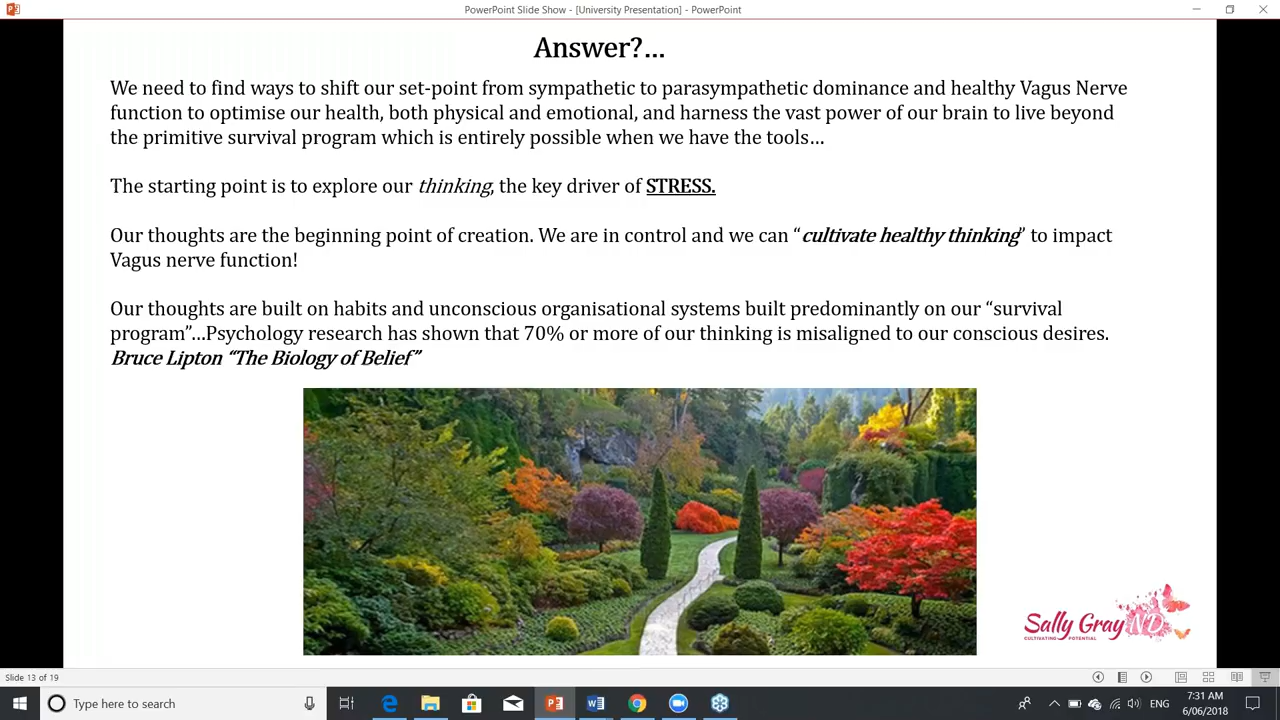 PowerPoint Slide Show - [University Presentation] - PowerPoint
Answer?...
We need to find ways to shift our set-point from sympathetic to parasympathetic dominance and healthy Vagus Nerve
function to optimise our health, both physical and emotional, and harness the vast power of our brain to live beyond
the primitive survival program which is entirely possible when we have the tools...
The starting point is to explore our thinking, the key driver of STRESS.
Our thoughts are the beginning point of creation. We are in control and we can “cultivate healthy thinking” to impact
Vagus nerve function!
Our thoughts are built on habits and unconscious organisational systems built predominantly on our “survival
program”...Psychology research has shown that 70% or more of our thinking is misaligned to our conscious desires.
Bruce Lipton “The Biology of Belief”
Sally Gray ND
CULTIVATING POTENTIAL
Slide 13 of 19
Type here to search
ENG
7:31 AM
6/06/2018